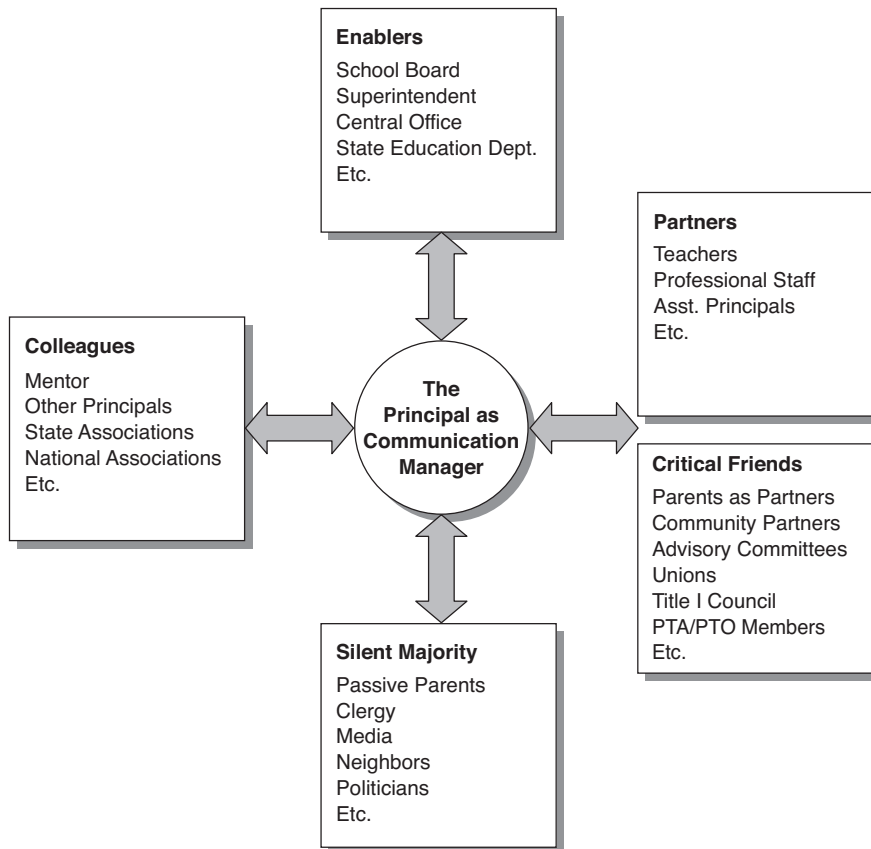 Enablers
School Board
Superintendent
Central Office
State Education Dept.
Etc.
Partners
Teachers
Professional Staff
Asst. Principals
Etc.
Colleagues
Mentor
Other Principals
State Associations
National Associations
Etc.
The
Principal as
Communication
Manager
Critical Friends
Parents as Partners
Community Partners
Advisory Committees
Unions
Title I Council
PTA/PTO Members
Etc.
Silent Majority
Passive Parents
Clergy
Media
Neighbors
Politicians
Etc.